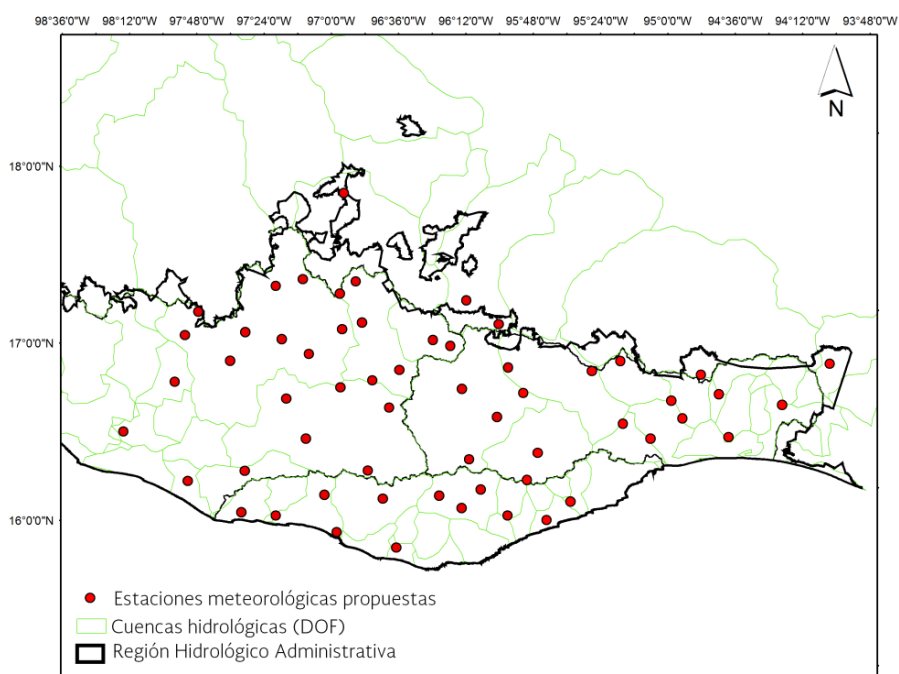 98°36'0"W 98°12'0"W 97°48'0"W 97°24'0"W 97°0'0"W 96°36'0"W 96°12'0"W 95°48'0"W 95°24'0"W 95°0'0"W 94°36'0"W 94°12'0"W 93°48'0"W
N
18°0'0"N
17°0'0"N
16°0'0"N
Estaciones meteorológicas propuestas
Cuencas hidrológicas (DOF)
Región Hidrológico Administrativa